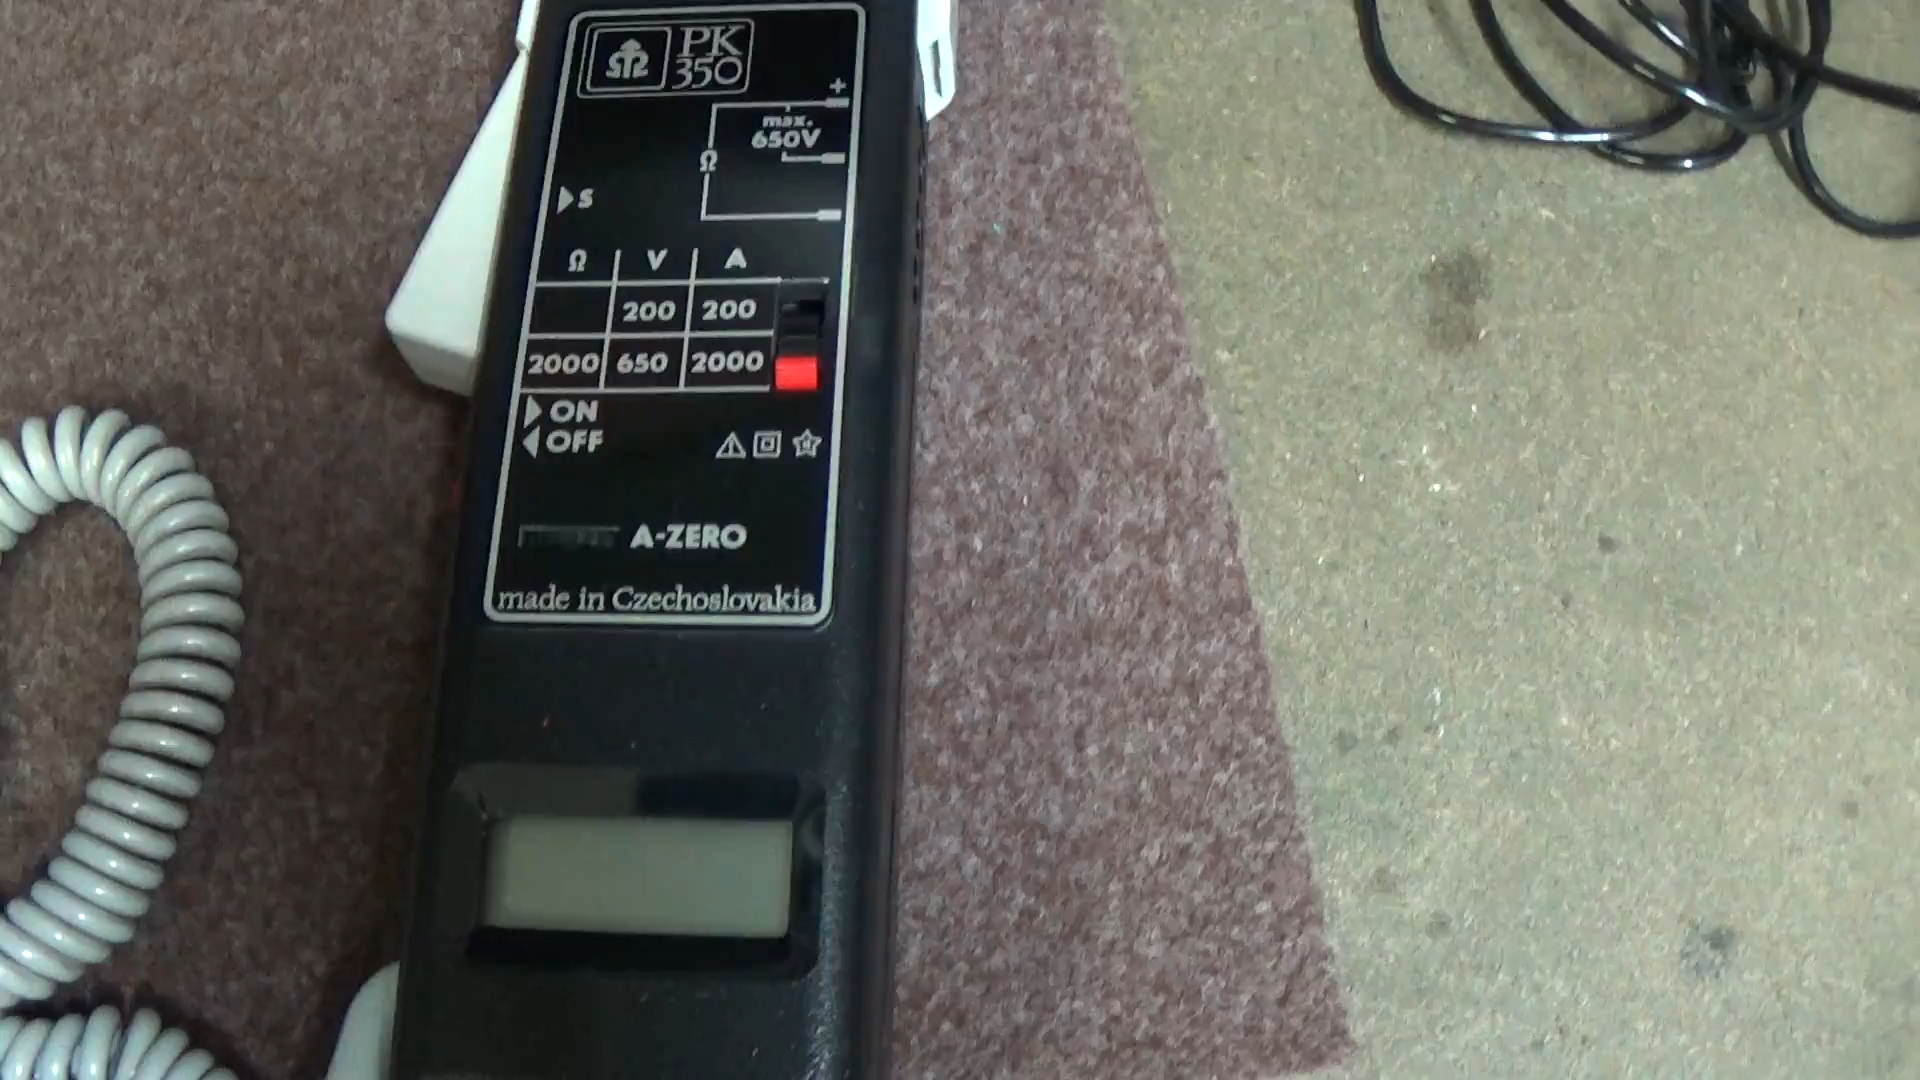 PK
350
+
max.
650V
Ω
S
Ω V A
200 200
2000 650 2000
ON
OFF
A-ZERO
made in Czechoslovakia